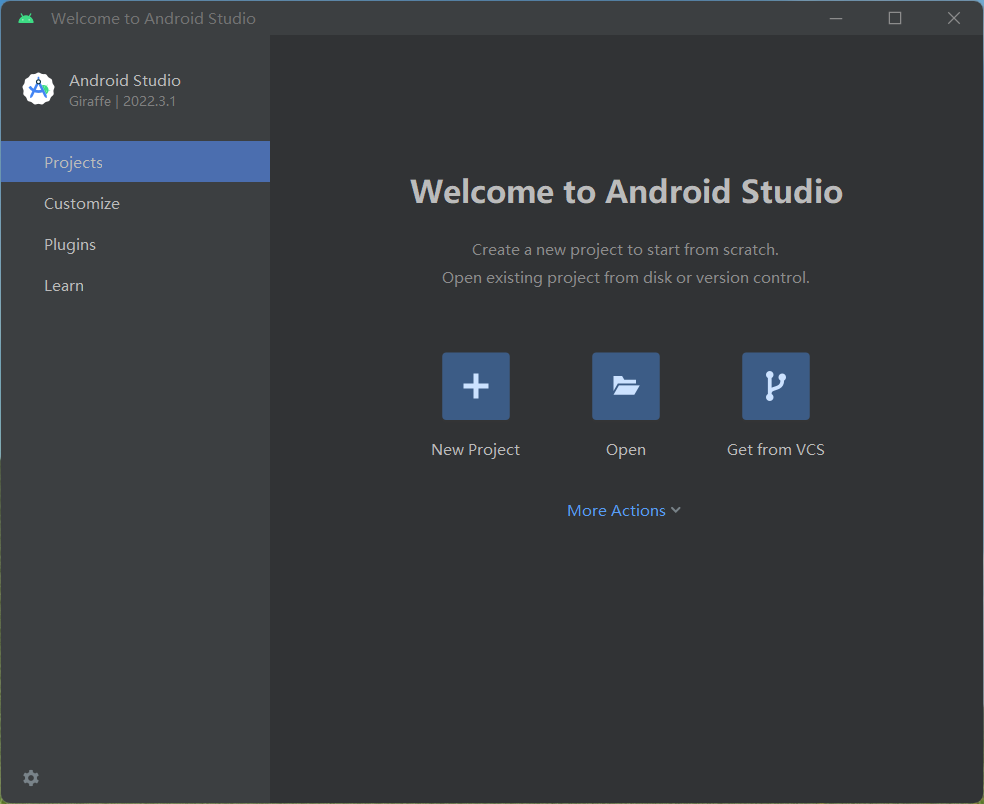 Welcome to Android Studio
Android Studio
Giraffe | 2022.3.1
Projects
Customize
Plugins
Learn
Welcome to Android Studio
Create a new project to start from scratch.
Open existing project from disk or version control.
New Project
Open
Get from VCS
More Actions